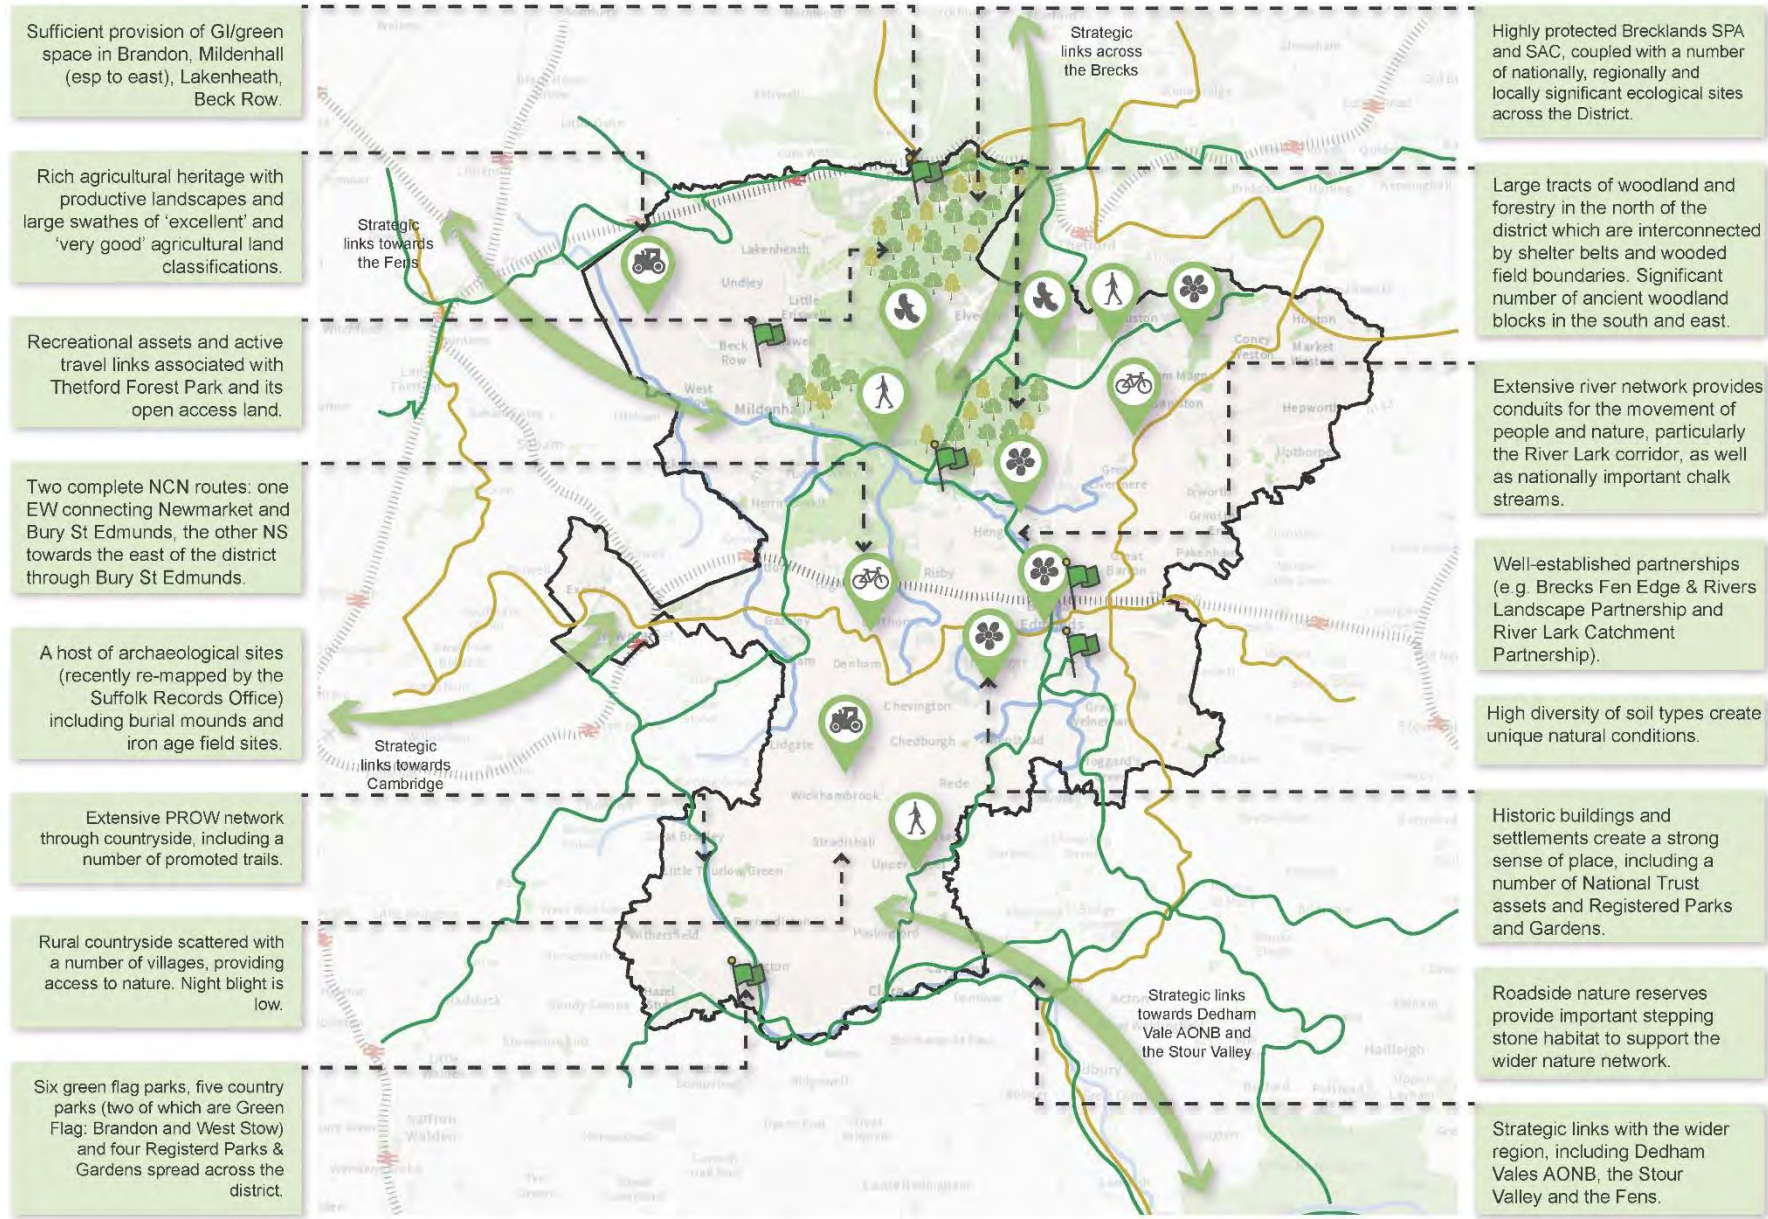 Sufficient provision of GI/green
space in Brandon, Mildenhall
(esp to east), Lakenheath,
Beck Row.
Rich agricultural heritage with
productive landscapes and
large swathes of ‘excellent’ and
‘very good’ agricultural land
classifications.
Recreational assets and active
travel links associated with
Thetford Forest Park and its
open access land.
Two complete NCN routes: one
EW connecting Newmarket and
Bury St Edmunds, the other NS
towards the east of the district
through Bury St Edmunds.
A host of archaeological sites
(recently re-mapped by the
Suffolk Records Office)
including burial mounds and
iron age field sites.
Extensive PROW network
through countryside, including a
number of promoted trails.
Rural countryside scattered with
a number of villages, providing
access to nature. Night blight is
low.
Six green flag parks, five country
parks (two of which are Green
Flag: Brandon and West Stow)
and four Registerd Parks &
Gardens spread across the
district.
Strategic
links across
the Brecks
Strategic
links towards
the Fens
Lakenheath
Undley
Little
Beck
Row
West
Mildenhall
Coney
Weston
Market
Weston
Hepworth
Great
Risby
Pakenham
Great
Barton
Edmunds
Denham
Chevington
Lidgate
Chedburgh
Rede
Wickhambrook
Great Bradley
Stradishall
Strategic
links towards
Cambridge
Strategic links
towards Dedham
Vale AONB and
the Stour Valley
Hadleigh
Highly protected Brecklands SPA
and SAC, coupled with a number
of nationally, regionally and
locally significant ecological sites
across the District.
Large tracts of woodland and
forestry in the north of the
district which are interconnected
by shelter belts and wooded
field boundaries. Significant
number of ancient woodland
blocks in the south and east.
Extensive river network provides
conduits for the movement of
people and nature, particularly
the River Lark corridor, as well
as nationally important chalk
streams.
Well-established partnerships
(e.g. Brecks Fen Edge & Rivers
Landscape Partnership and
River Lark Catchment
Partnership).
High diversity of soil types create
unique natural conditions.
Historic buildings and
settlements create a strong
sense of place, including a
number of National Trust
assets and Registered Parks
and Gardens.
Roadside nature reserves
provide important stepping
stone habitat to support the
wider nature network.
Strategic links with the wider
region, including Dedham
Vales AONB, the Stour
Valley and the Fens.